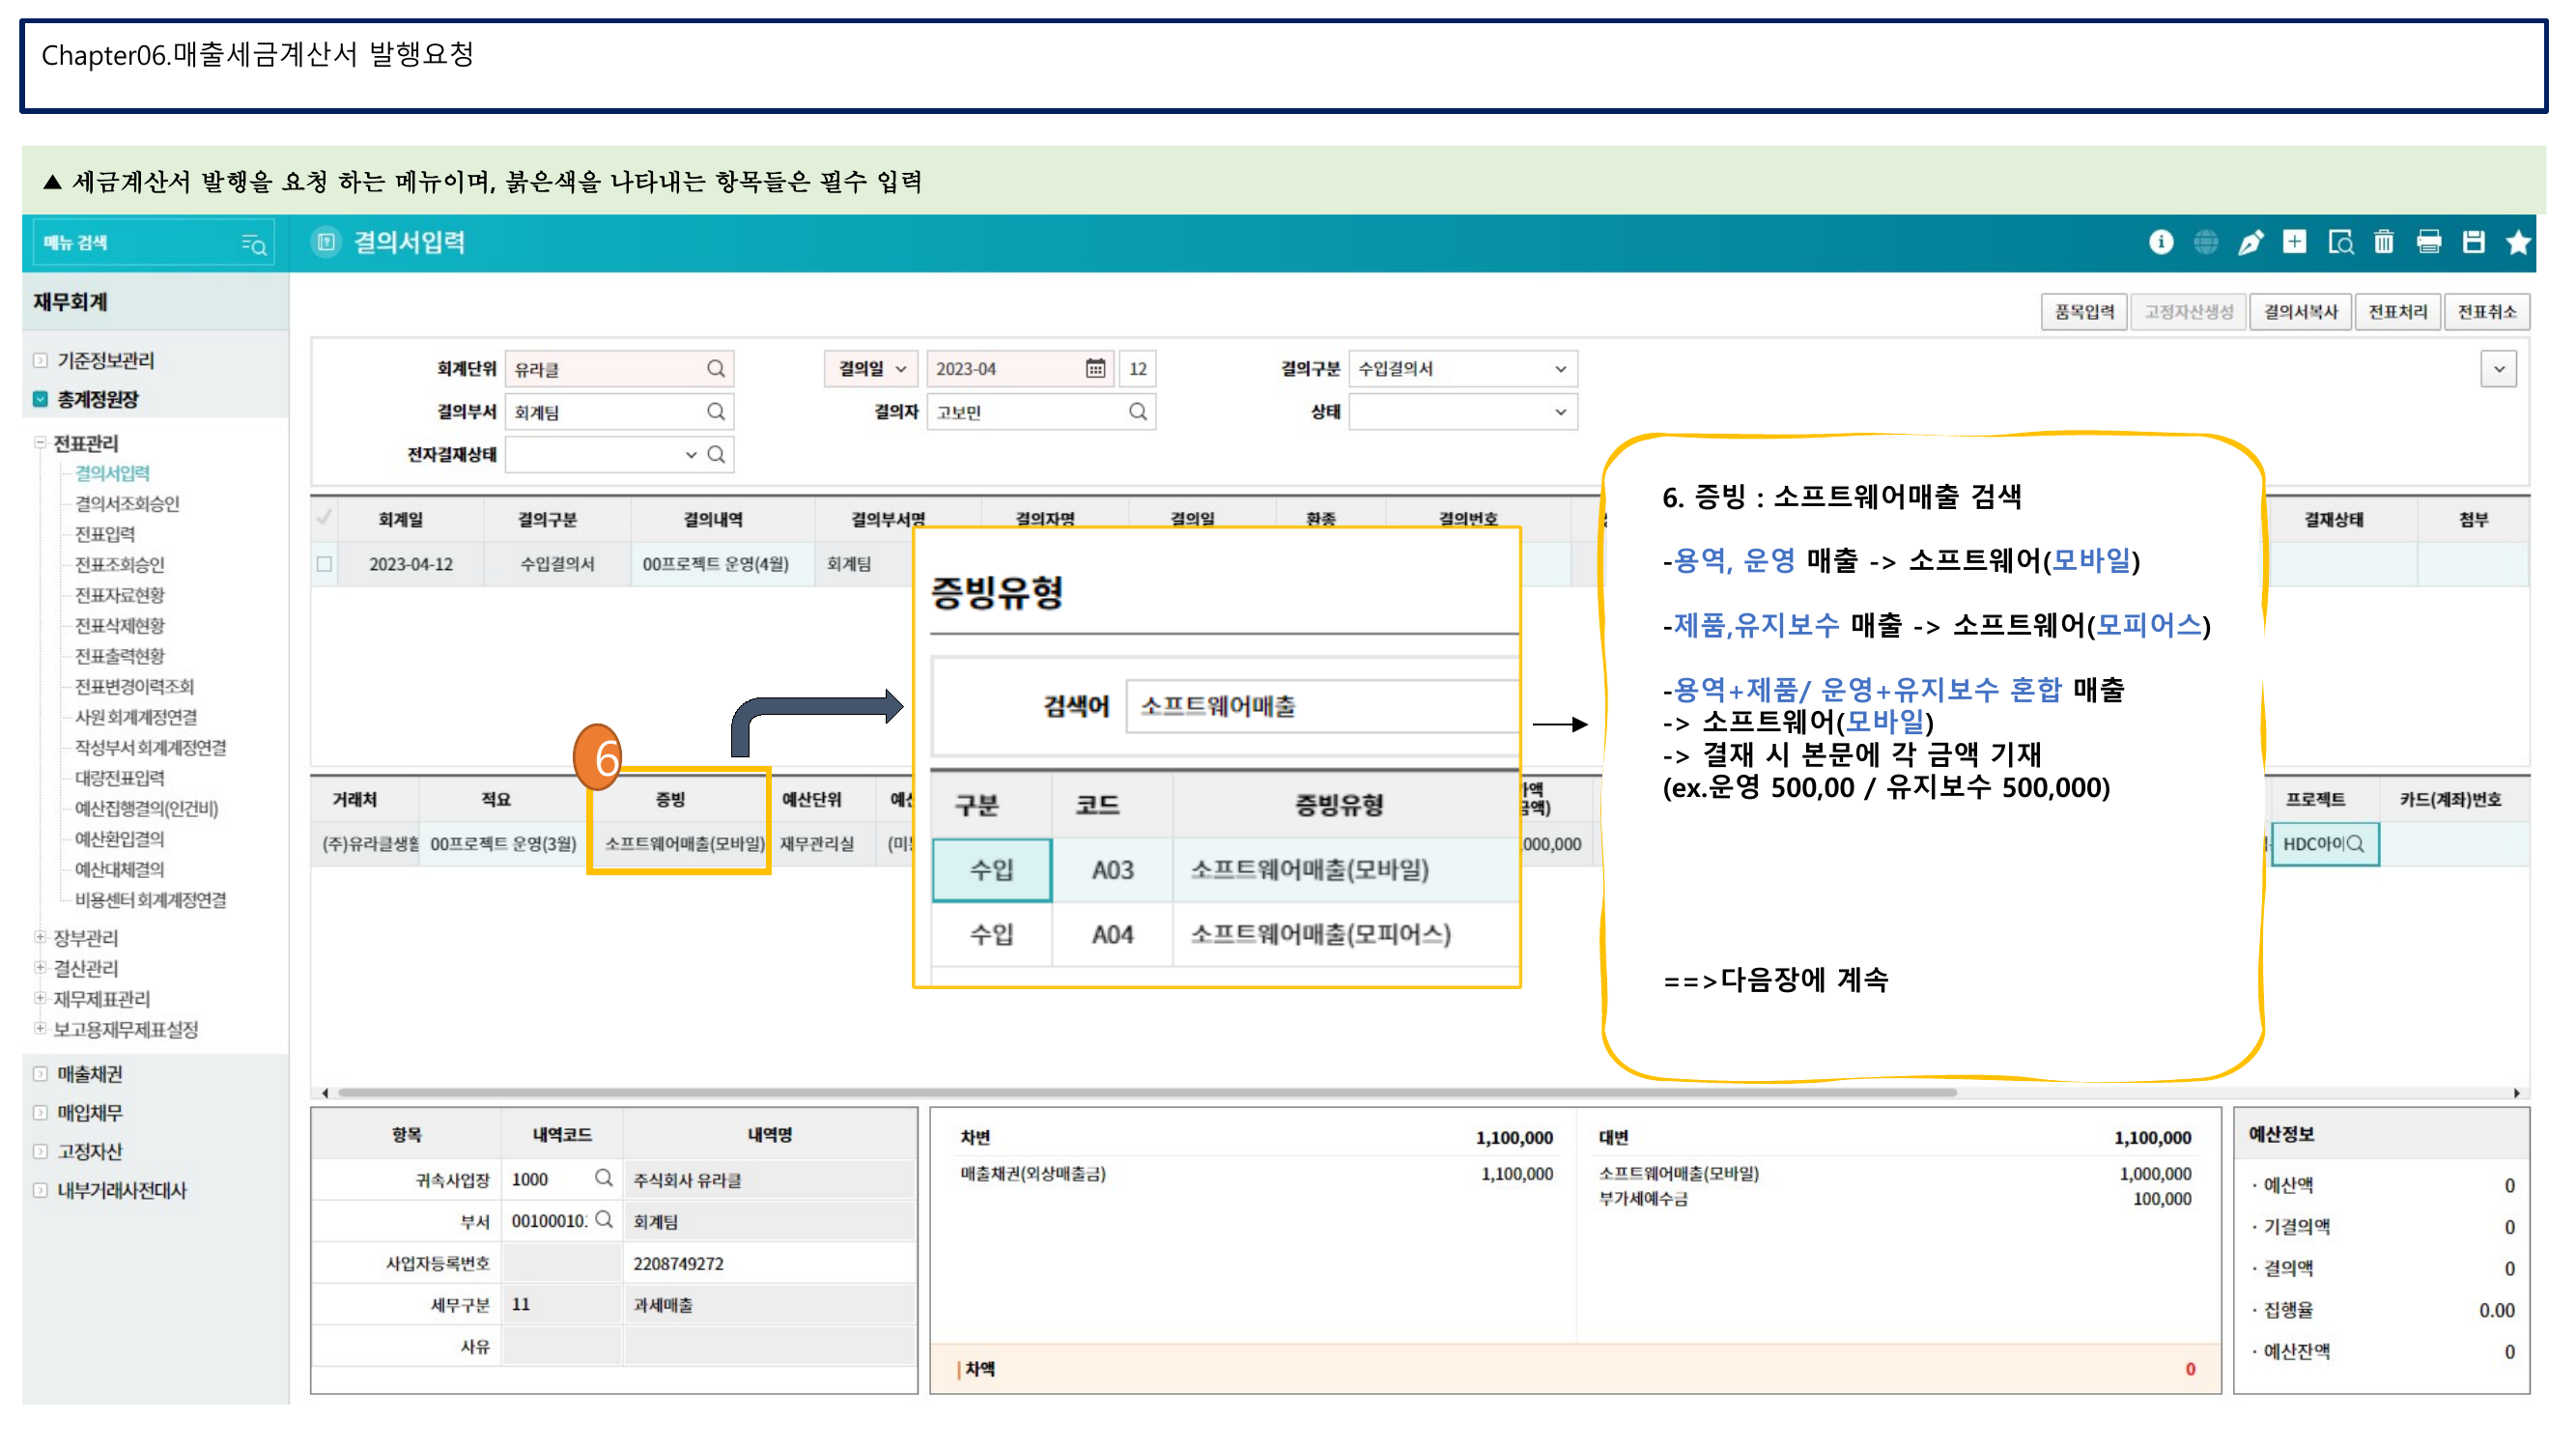 Chapter06.매출세금계산서 발행요청
▲ 세금계산서 발행을 요청 하는 메뉴이며, 붉은색을 나타내는 항목들은 필수 입력
메뉴 검색
결의서입력
재무회계
품목입력 고정자산생성 결의서복사 전표처리 전표취소
기준정보관리
총계정원장
전표관리
결의서입력
결의서조회승인
전표입력
전표조회승인
전표자료현황
전표삭제현황
전표출력현황
전표변경이력조회
사원 회계계정연결
작성부서 회계계정연결
대량전표입력
예산집행결의(인건비)
예산환입결의
예산대체결의
비용센터 회계계정연결
장부관리
결산관리
재무제표관리
보고용재무제표설정
매출채권
매입채무
고정자산
내부거래사전대사
회계단위 유라클 결의일 2023-04 12 결의구분 수입결의서
결의부서 회계팀 결의자 고보민 상태
전자결재상태
회계일 결의구분 결의내역 결의부서명 결의자명 결의일 환종 결의번호 결재상태 첨부
2023-04-12 수입결의서 00프로젝트 운영(4월) 회계팀
증빙유형
검색어 소프트웨어매출
구분 코드 증빙유형
수입 A03 소프트웨어매출(모바일)
수입 A04 소프트웨어매출(모피어스)
6
거래처 적요 증빙 예산단위 프로젝트 카드(계좌)번호
(주)유라클생활 00프로젝트 운영(3월) 소프트웨어매출(모바일) 재무관리실 000,000 HDC아이
6. 증빙 : 소프트웨어매출 검색
-용역, 운영 매출 -> 소프트웨어(모바일)
-제품,유지보수 매출 -> 소프트웨어(모피어스)
-용역+제품/ 운영+유지보수 혼합 매출
-> 소프트웨어(모바일)
-> 결재 시 본문에 각 금액 기재
(ex.운영 500,00 / 유지보수 500,000)
==>다음장에 계속
항목 내역코드 내역명
귀속사업장 1000 주식회사 유라클
부서 00100010: 회계팀
사업자등록번호 2208749272
세무구분 11 과세매출
사유
차변 1,100,000
매출채권(외상매출금) 1,100,000
대변 1,100,000
소프트웨어매출(모바일) 1,000,000
부가세예수금 100,000
차액 0
예산정보
· 예산액 0
· 기결의액 0
· 결의액 0
· 집행율 0.00
· 예산잔액 0